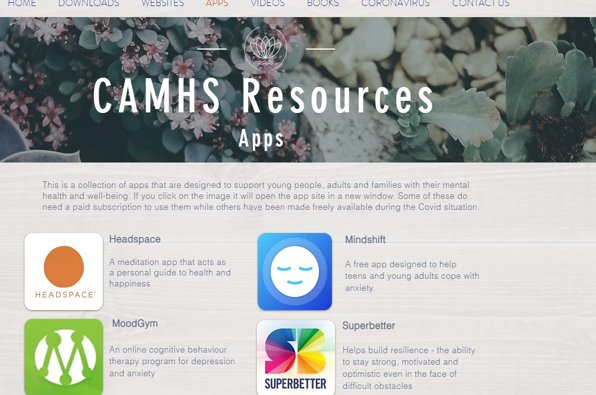 HOME DOWNLOADS WEBSITES APPS VIDEOS BOOKS CORONAVIRUS CONTACT US
CAMHS Resources
Apps
This is a collection of apps that are designed to support young people, adults and families with their mental
health and well-being. If you click on the image it will open the app site in a new window. Some of these do
need a paid subscription to use them while others have been made freely available during the Covid situation.
Headspace
A meditation app that acts as
a personal guide to health and
happiness
HEADSPACE
Mindshift
A free app designed to help
teens and young adults cope with
anxiety.
MoodGym
An online cognitive behaviour
therapy program for depression
and anxiety
Superbetter
Helps build resilience - the ability
to stay strong, motivated and
optimistic even in the face of
difficult obstacles
SUPERBETTER